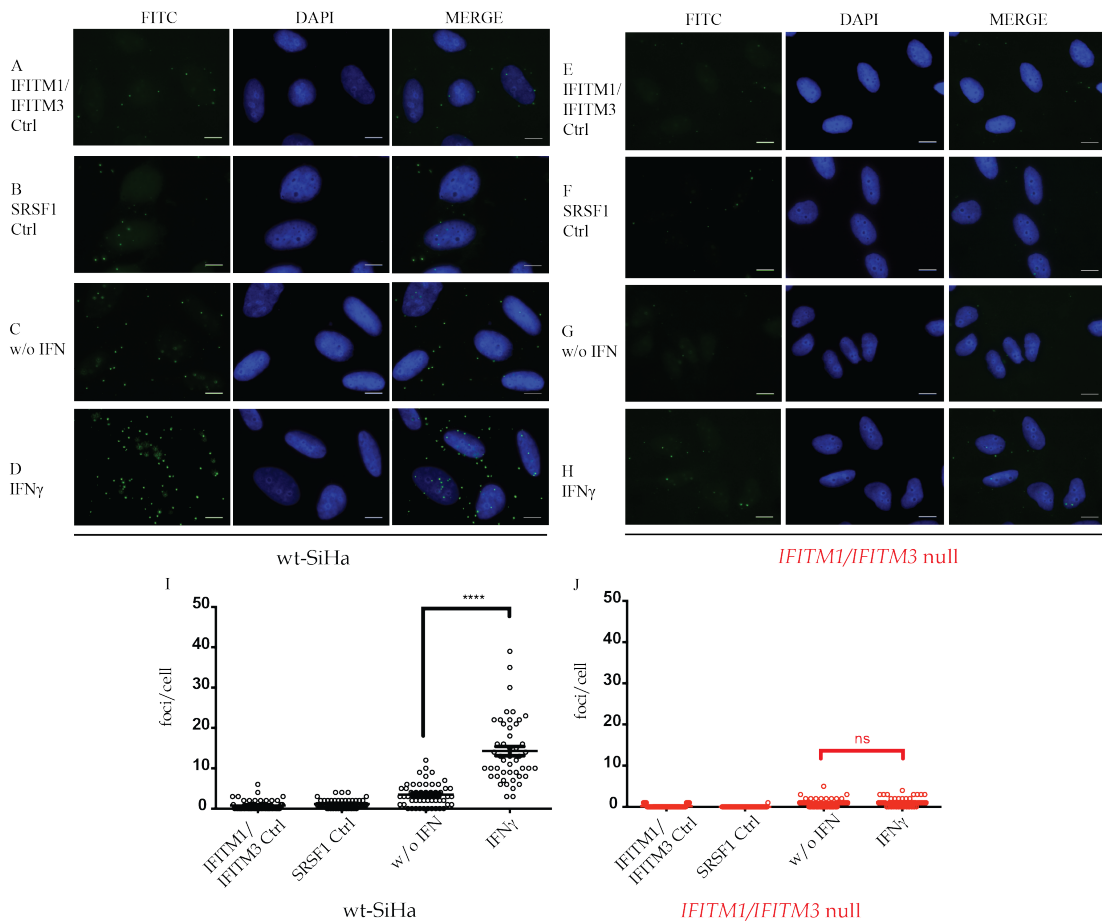 FITC DAPI MERGE
A
IFITM1/
IFITM3
Ctrl
B
SRSF1
Ctrl
C
w/o IFN
D
IFNγ
wt-SiHa
FITC DAPI MERGE
E
IFITM1/
IFITM3
Ctrl
F
SRSF1
Ctrl
G
w/o IFN
H
IFNγ
IFITM1/IFITM3 null
I
foci/cell
50
40
30
20
10
0
****
IFITM1/
IFITM3 Ctrl
SRSF1 Ctrl
w/o IFN
IFNγ
wt-SiHa
J
foci/cell
50
40
30
20
10
0
ns
IFITM1/
IFITM3 Ctrl
SRSF1 Ctrl
w/o IFN
IFNγ
IFITM1/IFITM3 null